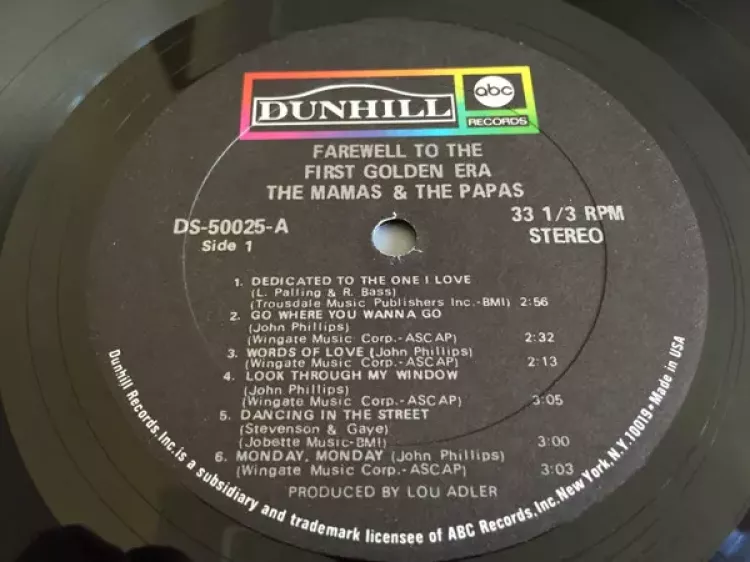 DUNHILL
abc
RECORDS
FAREWELL TO THE
FIRST GOLDEN ERA
THE MAMAS & THE PAPAS
DS-50025-A
Side 1
33 1/3 RPM
STEREO
1. DEDICATED TO THE ONE I LOVE
(L. Palling & R. Bass)
(Trousdale Music Publishers Inc.-BMI) 2:56
2. GO WHERE YOU WANNA GO
(John Phillips)
(Wingate Music Corp.-ASCAP) 2:32
3. WORDS OF LOVE (John Phillips)
(Wingate Music Corp.-ASCAP) 2:13
4. LOOK THROUGH MY WINDOW
(John Phillips)
(Wingate Music Corp.-ASCAP) 3:05
5. DANCING IN THE STREET
(Stevenson & Gaye)
(Jobette Music-BMI) 3:00
6. MONDAY, MONDAY (John Phillips)
(Wingate Music Corp.-ASCAP) 3:03
PRODUCED BY LOU ADLER
Dunhill Records, Inc. is a subsidiary and trademark licensee of ABC Records, Inc. New York, N.Y. 10019 • Made in USA